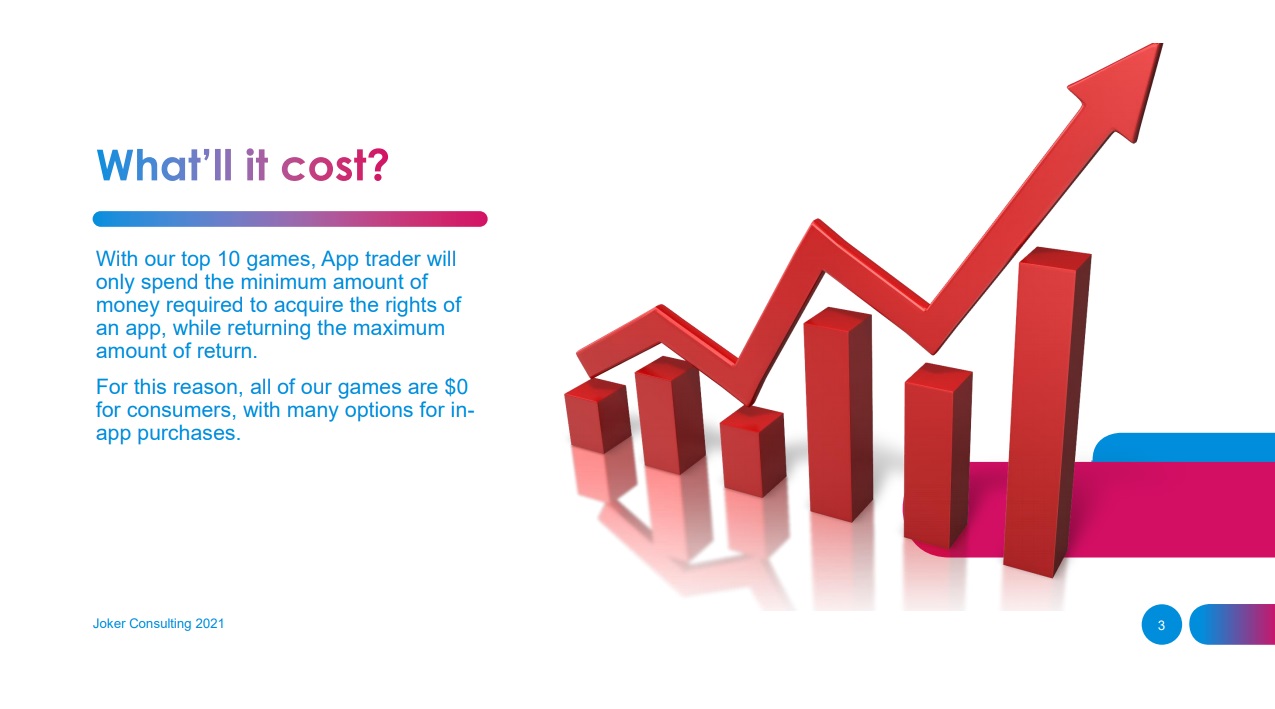 What’ll it cost?
With our top 10 games, App trader will
only spend the minimum amount of
money required to acquire the rights of
an app, while returning the maximum
amount of return.
For this reason, all of our games are $0
for consumers, with many options for in-
app purchases.
Joker Consulting 2021
3